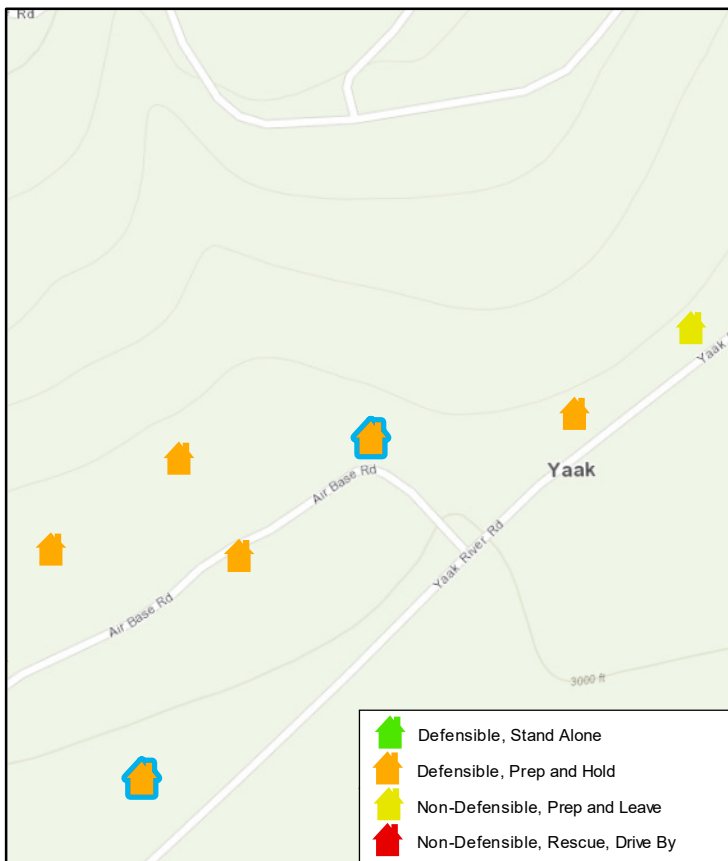 Rd
Yaak
Air Base Rd
Yaak
Yaak River Rd
Air Base Rd
3000 ft
Defensible, Stand Alone
Defensible, Prep and Hold
Non-Defensible, Prep and Leave
Non-Defensible, Rescue, Drive By